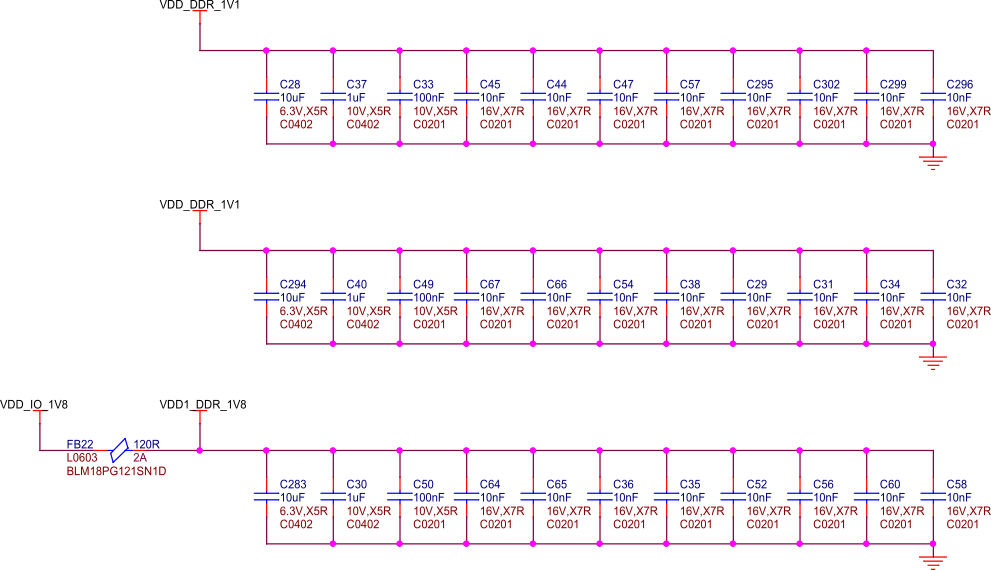 VDD_DDR_1V1
C28 C37 C33 C45 C44 C47 C57 C295 C302 C299 C296
10uF 1uF 100nF 10nF 10nF 10nF 10nF 10nF 10nF 10nF 10nF
6.3V,X5R 10V,X5R 10V,X5R 16V,X7R 16V,X7R 16V,X7R 16V,X7R 16V,X7R 16V,X7R 16V,X7R 16V,X7R
C0402 C0402 C0201 C0201 C0201 C0201 C0201 C0201 C0201 C0201 C0201
VDD_DDR_1V1
C294 C40 C49 C67 C66 C54 C38 C29 C31 C34 C32
10uF 1uF 100nF 10nF 10nF 10nF 10nF 10nF 10nF 10nF 10nF
6.3V,X5R 10V,X5R 10V,X5R 16V,X7R 16V,X7R 16V,X7R 16V,X7R 16V,X7R 16V,X7R 16V,X7R 16V,X7R
C0402 C0402 C0201 C0201 C0201 C0201 C0201 C0201 C0201 C0201 C0201
VDD_IO_1V8 VDD1_DDR_1V8
FB22 120R
L0603 2A
BLM18PG121SN1D
C283 C30 C50 C64 C65 C36 C35 C52 C56 C60 C58
10uF 1uF 100nF 10nF 10nF 10nF 10nF 10nF 10nF 10nF 10nF
6.3V,X5R 10V,X5R 10V,X5R 16V,X7R 16V,X7R 16V,X7R 16V,X7R 16V,X7R 16V,X7R 16V,X7R 16V,X7R
C0402 C0402 C0201 C0201 C0201 C0201 C0201 C0201 C0201 C0201 C0201